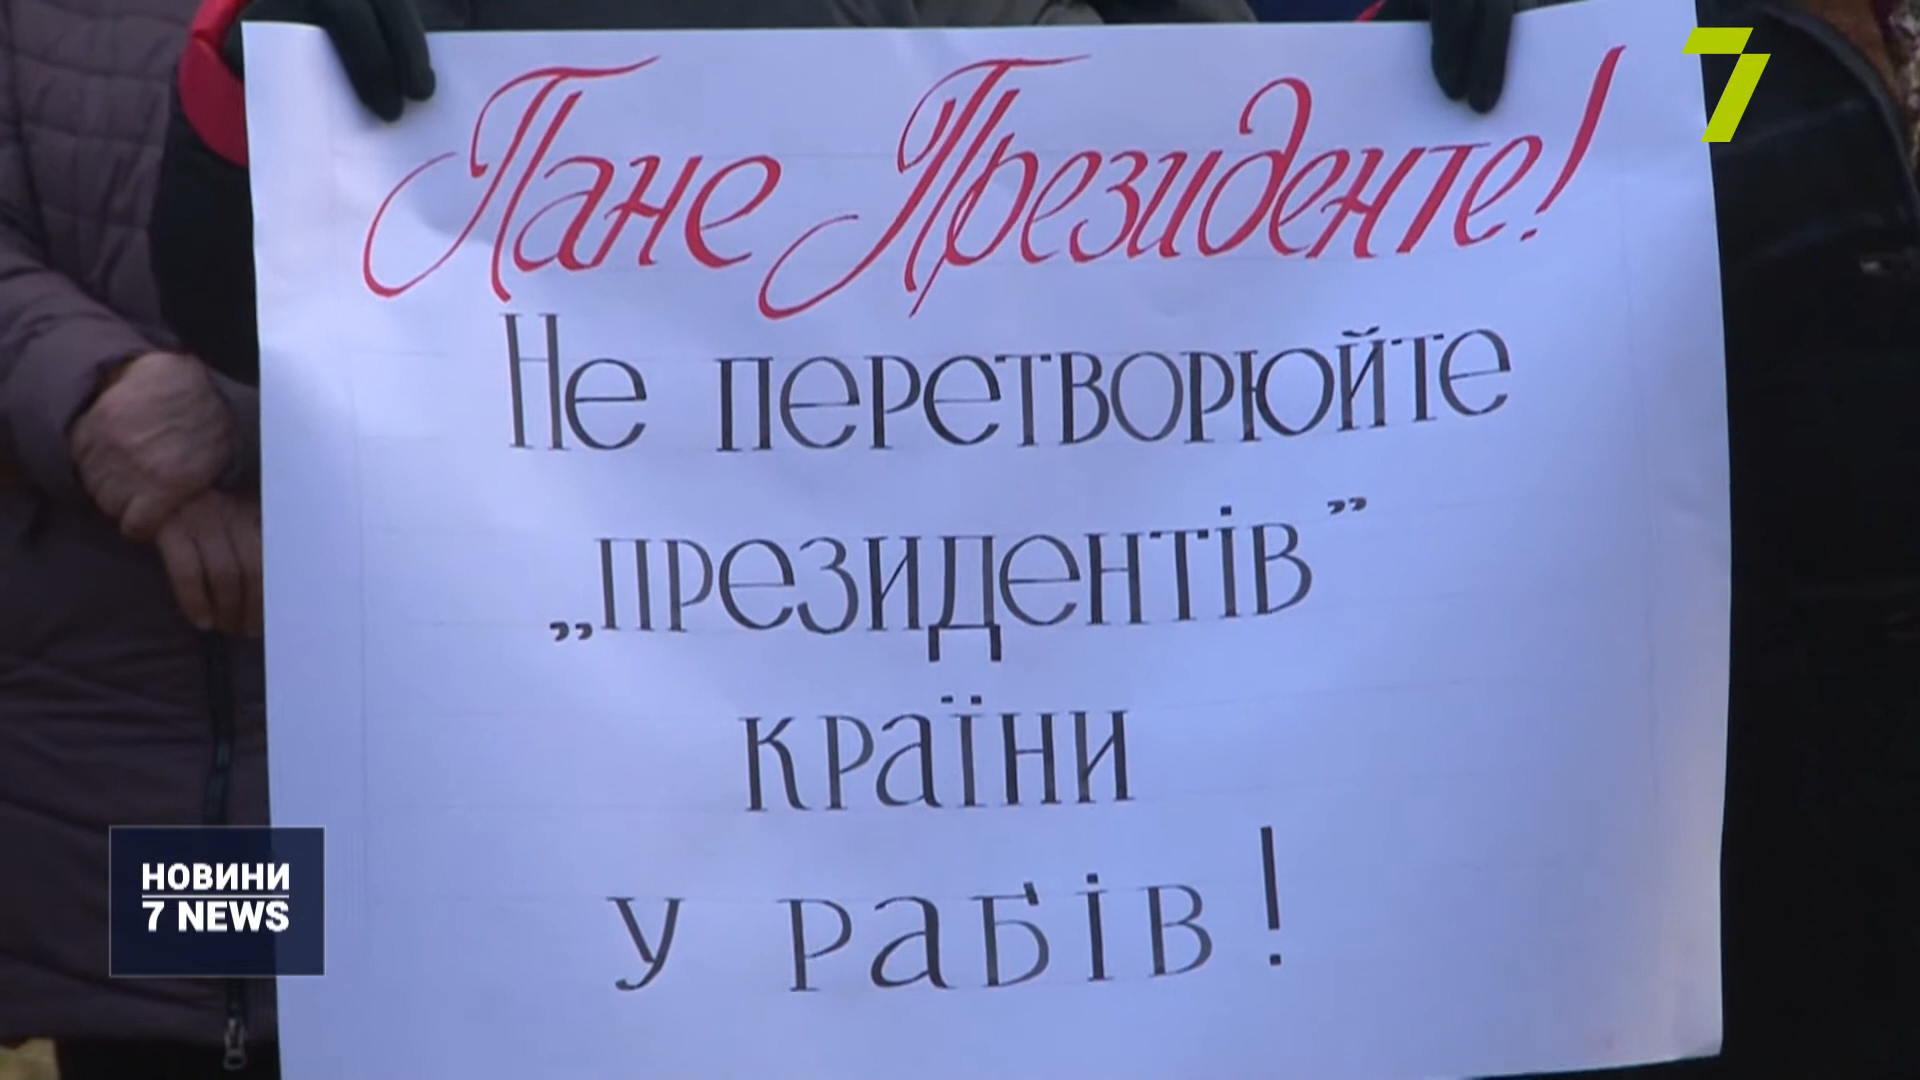 7
Пане Президенте!
Не перетворюйте
„президентів”
країни
у рабів!
НОВИНИ
7 NEWS